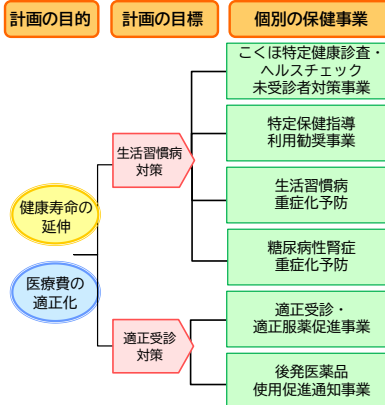 計画の目的
計画の目標
個別の保健事業
健康寿命の
延伸
医療費の
適正化
生活習慣病
対策
適正受診
対策
こくほ特定健康診査・
ヘルスチェック
未受診者対策事業
特定保健指導
利用勧奨事業
生活習慣病
重症化予防
糖尿病性腎症
重症化予防
適正受診・
適正服薬促進事業
後発医薬品
使用促進通知事業